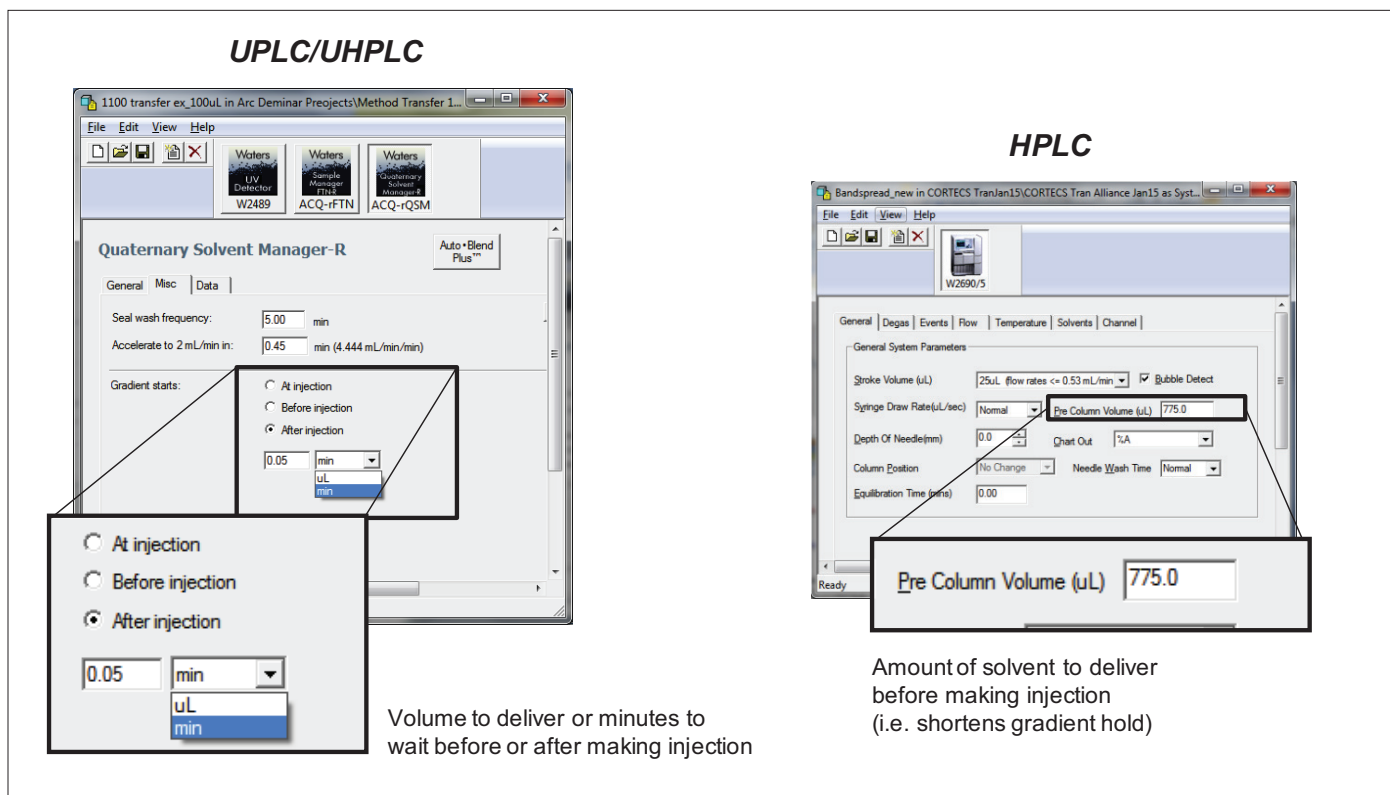 UPLC/UHPLC
1100 transfer ex_100uL in Arc Deminar Preojects\Method Transfer 1...
File Edit View Help
Waters
UV
Detector
W2489
Waters
Sample
Manager
FTN-R
ACQ-rFTN
Waters
Quaternary
Solvent
Manager-R
ACQ-rQSM
Quaternary Solvent Manager-R
Auto•Blend
Plus™
General Misc Data
Seal wash frequency: 5.00 min
Accelerate to 2 mL/min in: 0.45 min (4.444 mL/min/min)
Gradient starts:
At injection
Before injection
After injection
0.05 min
uL
min
At injection
Before injection
After injection
0.05 min
uL
min
Volume to deliver or minutes to
wait before or after making injection
HPLC
Bandspread_new in CORTECS TranJan15\CORTECS Tran Alliance Jan15 as Syst...
File Edit View Help
W2690/5
General Degas Events Flow Temperature Solvents Channel
General System Parameters
Stroke Volume (uL) 25uL (flow rates <= 0.53 mL/min Bubble Detect
Syringe Draw Rate(uL/sec) Normal Pre Column Volume (uL) 775.0
Depth Of Needle(mm) 0.0 Chart Out %A
Column Position No Change Needle Wash Time Normal
Equilibration Time (mins) 0.00
Ready
Pre Column Volume (uL) 775.0
Amount of solvent to deliver
before making injection
(i.e. shortens gradient hold)